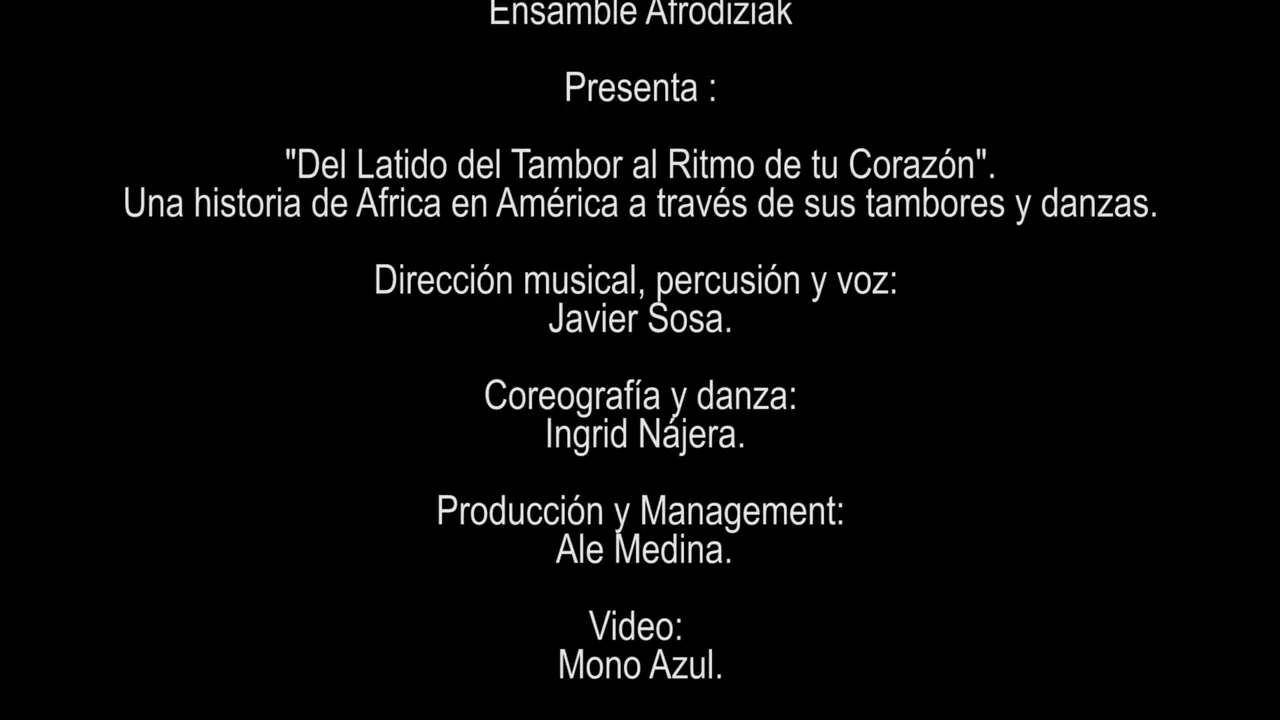 Ensamble Afrodiziak
Presenta :
"Del Latido del Tambor al Ritmo de tu Corazón".
Una historia de Africa en América a través de sus tambores y danzas.
Dirección musical, percusión y voz:
Javier Sosa.
Coreografía y danza:
Ingrid Nájera.
Producción y Management:
Ale Medina.
Video:
Mono Azul.